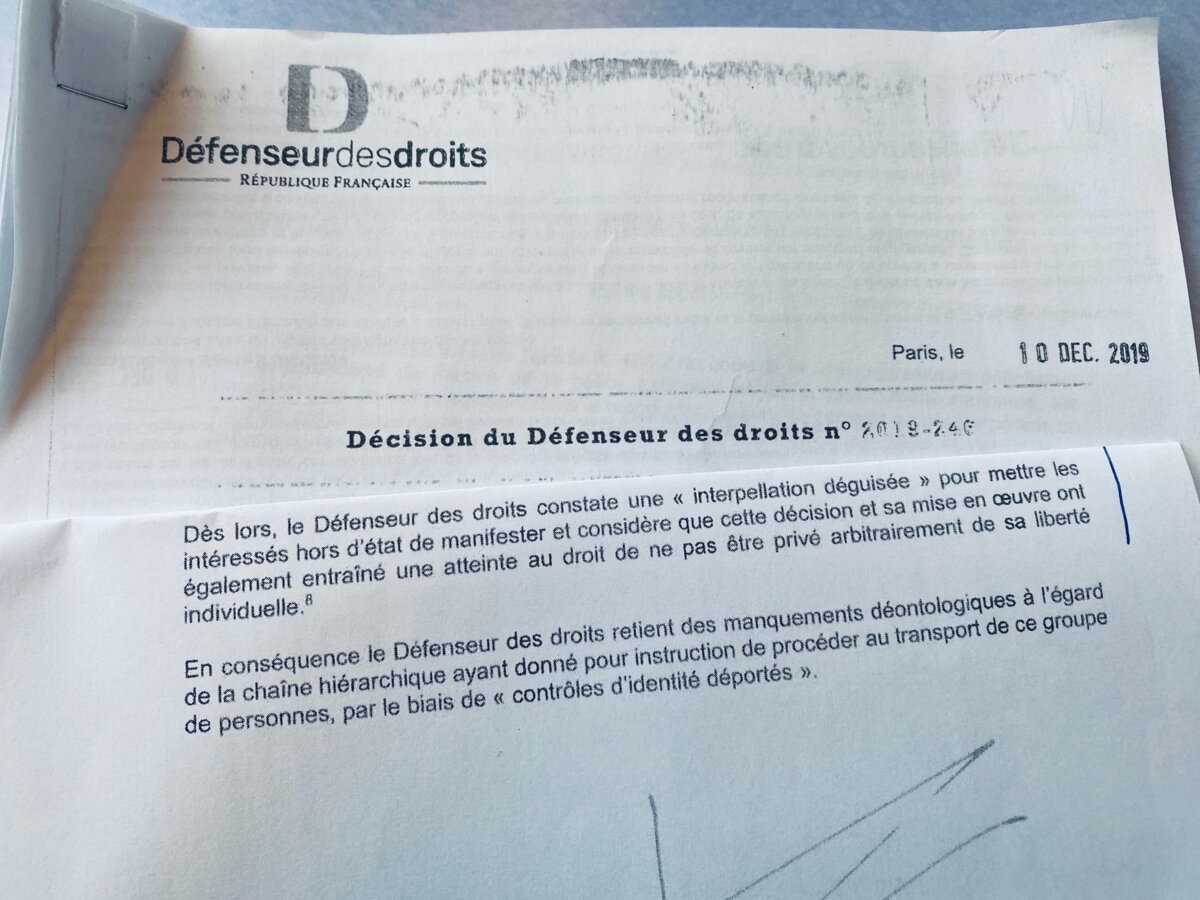 D
Défenseurdesdroits
RÉPUBLIQUE FRANÇAISE
Paris, le 10 DEC. 2019
Décision du Défenseur des droits n°
Dès lors, le Défenseur des droits constate une « interpellation déguisée » pour mettre les
intéressés hors d'état de manifester et considère que cette décision et sa mise en œuvre ont
également entraîné une atteinte au droit de ne pas être privé arbitrairement de sa liberté
individuelle.⁸
En conséquence le Défenseur des droits retient des manquements déontologiques à l'égard
de la chaîne hiérarchique ayant donné pour instruction de procéder au transport de ce groupe
de personnes, par le biais de « contrôles d'identité déportés ».